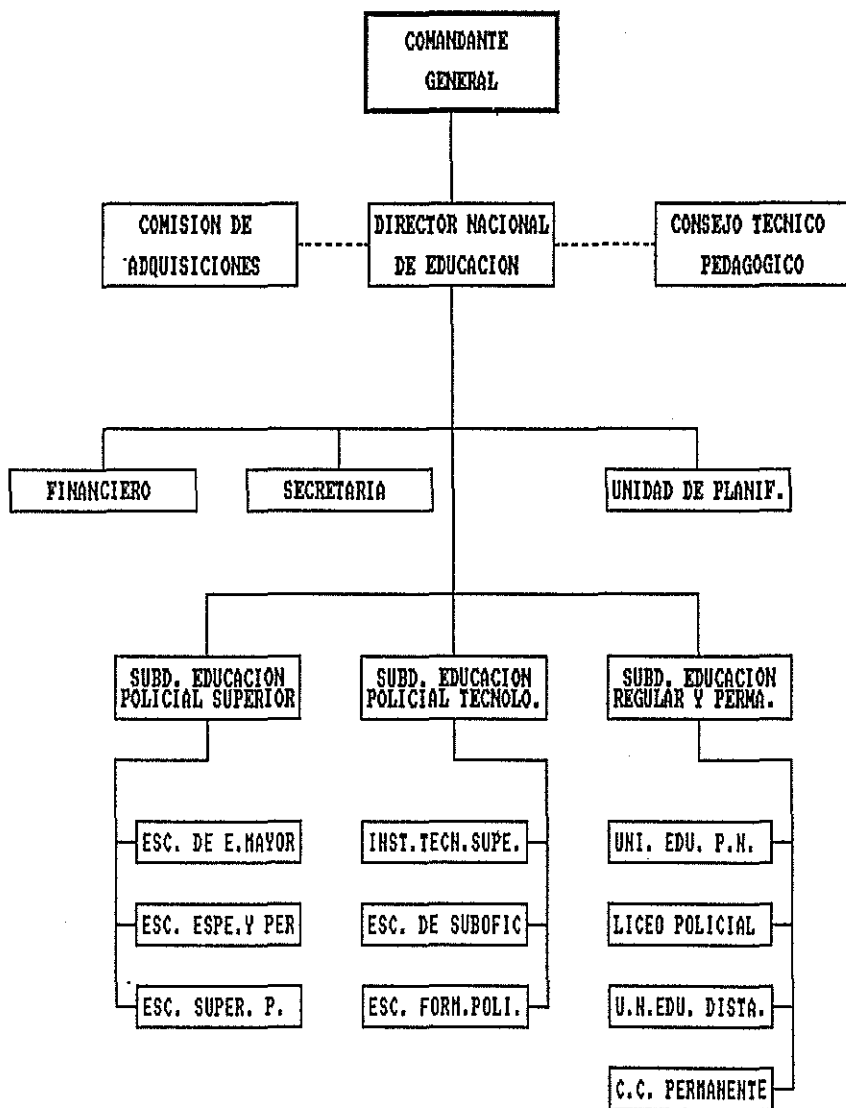 COMANDANTE
GENERAL
COMISION DE
ADQUISICIONES
DIRECTOR NACIONAL
DE EDUCACION
CONSEJO TECNICO
PEDAGOGICO
FINANCIERO
SECRETARIA
UNIDAD DE PLANIF.
SUBD. EDUCACION
POLICIAL SUPERIOR
SUBD. EDUCACION
POLICIAL TECNOLO.
SUBD. EDUCACION
REGULAR Y PERMA.
ESC. DE E.MAYOR
ESC. ESPE.Y PER
ESC. SUPER. P.
INST.TECN.SUPE.
ESC. DE SUBOFIC
ESC. FORM.POLI.
UNI. EDU. P.N.
LICEO POLICIAL
U.N.EDU. DISTA.
C.C. PERMANENTE